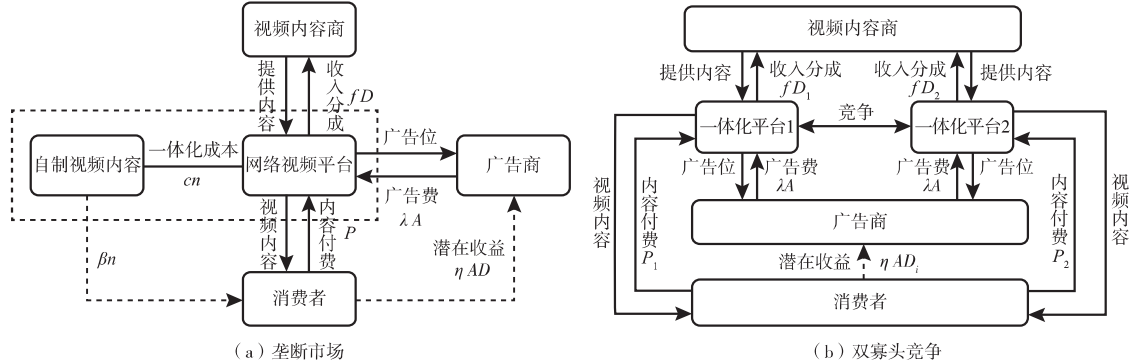 视频内容商
提供内容
收入分成
fD
自制视频内容
一体化成本
cn
网络视频平台
广告位
广告费
λA
广告商
βn
视频内容
内容付费
P
潜在收益
ηAD
消费者
(a) 垄断市场
视频内容商
提供内容
收入分成
fD1
收入分成
fD2
提供内容
一体化平台1
竞争
一体化平台2
广告位
广告费
λA
广告费
λA
广告位
视频内容
内容付费
P1
广告商
内容付费
P2
视频内容
潜在收益
ηADi
消费者
(b) 双寡头竞争